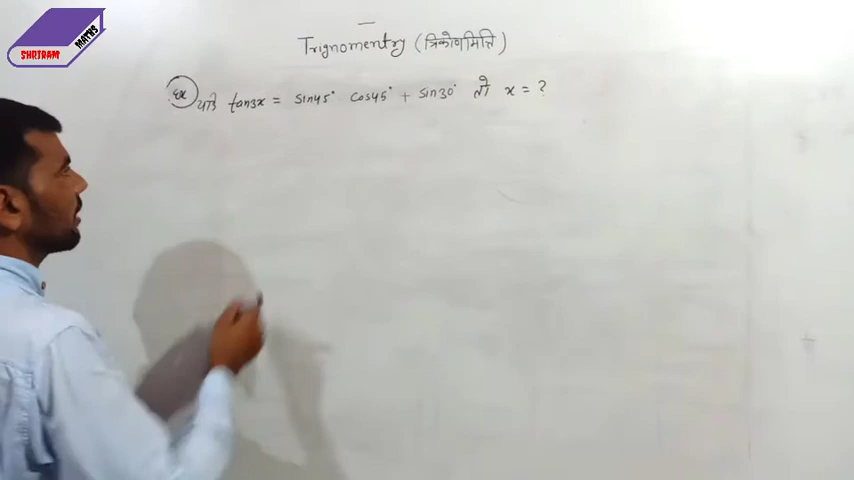 SHRIRAM MATHS
Trignomentry (त्रिकोणमिति)
Ex यदि tan3x = sin45° cos45° + sin30° तो x = ?